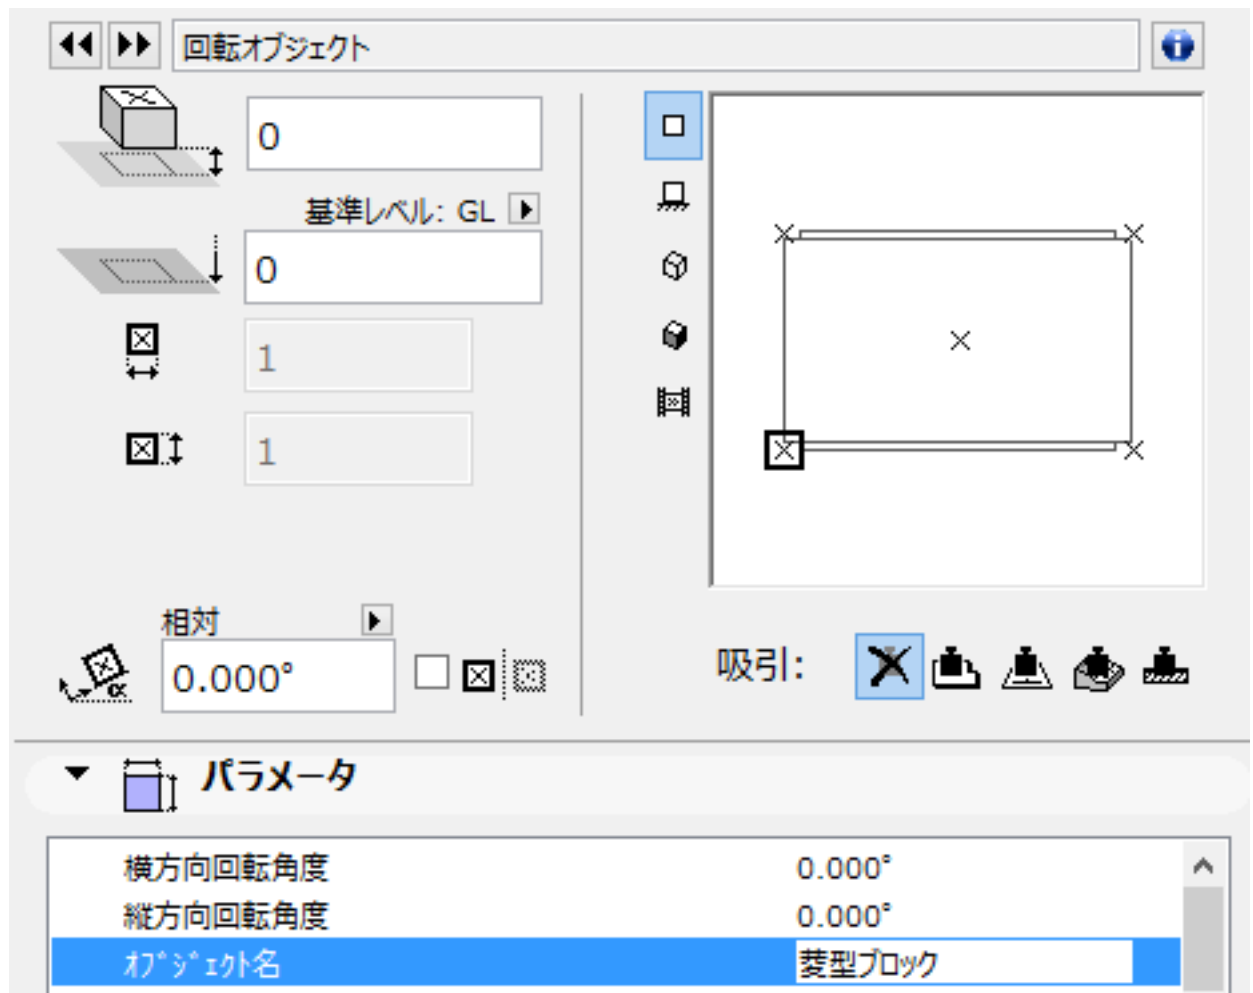 回転オブジェクト
0
基準レベル: GL
0
1
1
相対
0.000°
α
吸引:
パラメータ
横方向回転角度 0.000°
縦方向回転角度 0.000°
ｵﾌﾞｼﾞｪｸﾄ名 菱型ブロック